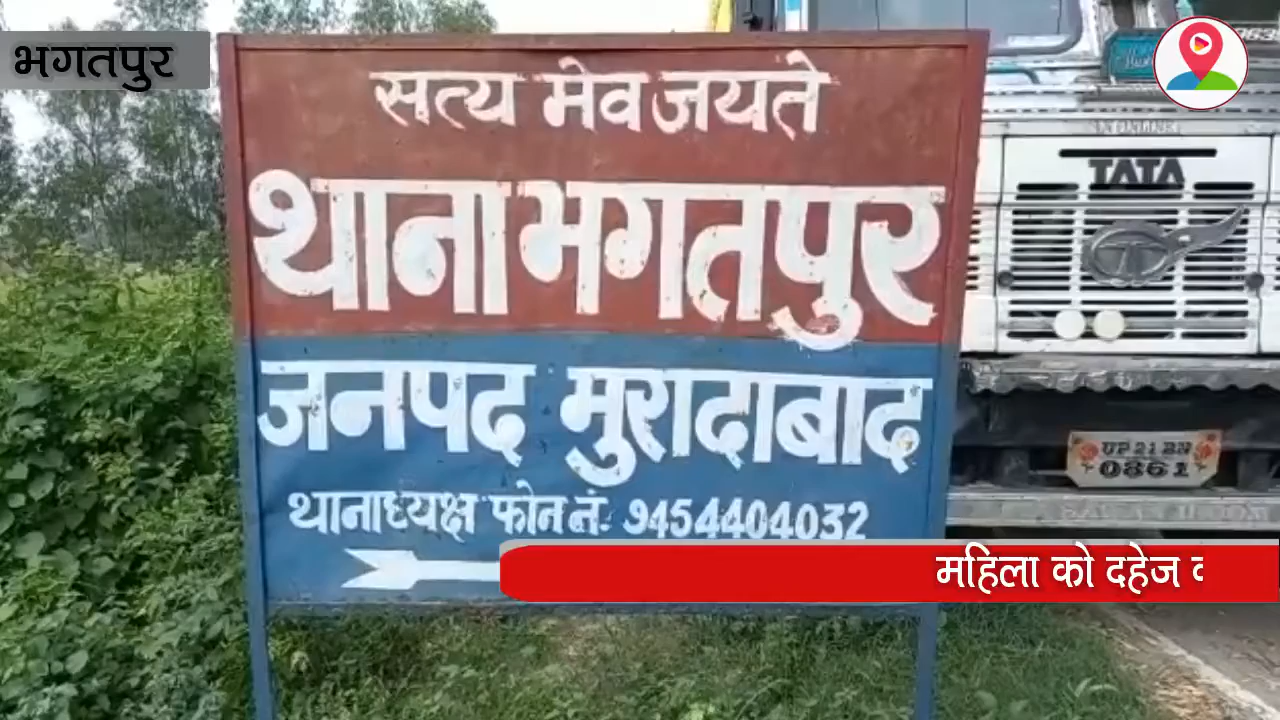 भगतपुर
सत्य मेव जयते
थाना भगतपुर
जनपद मुरादाबाद
थानाध्यक्ष फोन नं. 9454404032
महिला को दहेज
TATA
UP 21 BN
0861